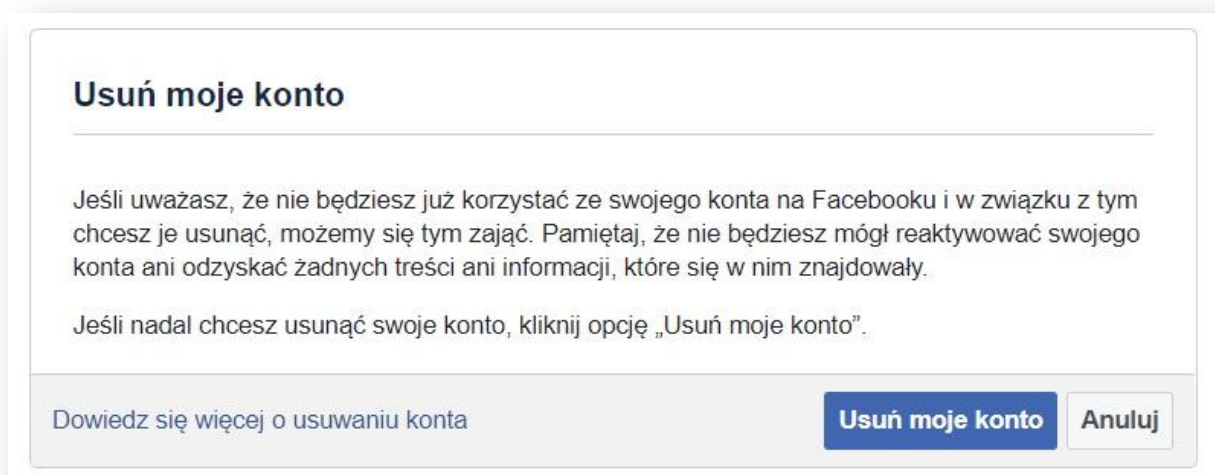 Usuń moje konto
Jeśli uważasz, że nie będziesz już korzystać ze swojego konta na Facebooku i w związku z tym
chcesz je usunąć, możemy się tym zająć. Pamiętaj, że nie będziesz mógł reaktywować swojego
konta ani odzyskać żadnych treści ani informacji, które się w nim znajdowały.
Jeśli nadal chcesz usunąć swoje konto, kliknij opcję „Usuń moje konto”.
Dowiedz się więcej o usuwaniu konta
Usuń moje konto
Anuluj